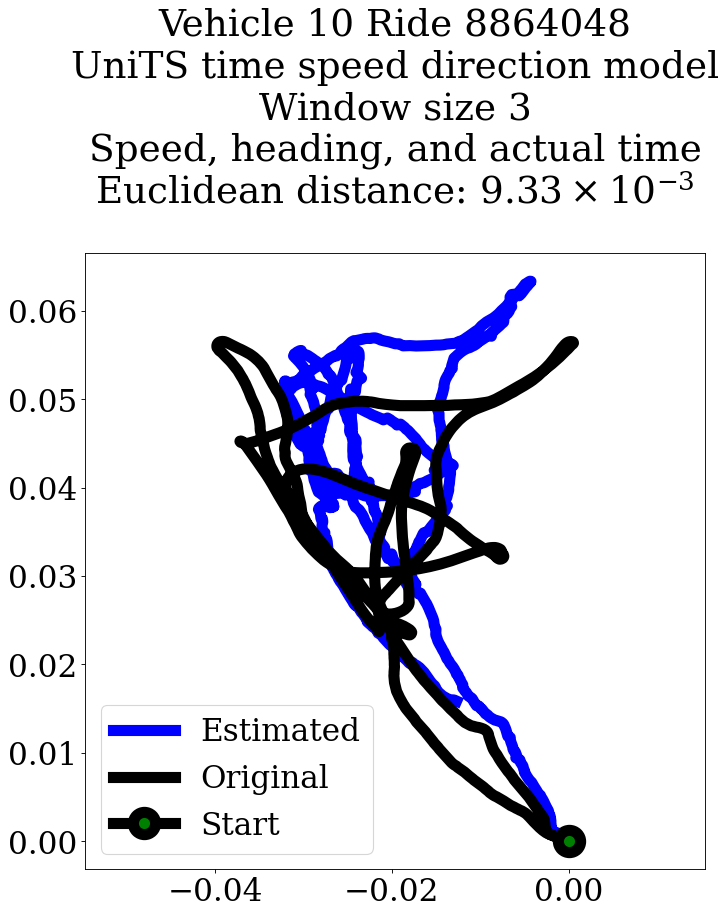 Vehicle 10 Ride 8864048
UniTS time speed direction model
Window size 3
Speed, heading, and actual time
Euclidean distance: 9.33 × 10⁻³
0.06
0.05
0.04
0.03
0.02
0.01
0.00
Estimated
Original
Start
−0.04 −0.02 0.00